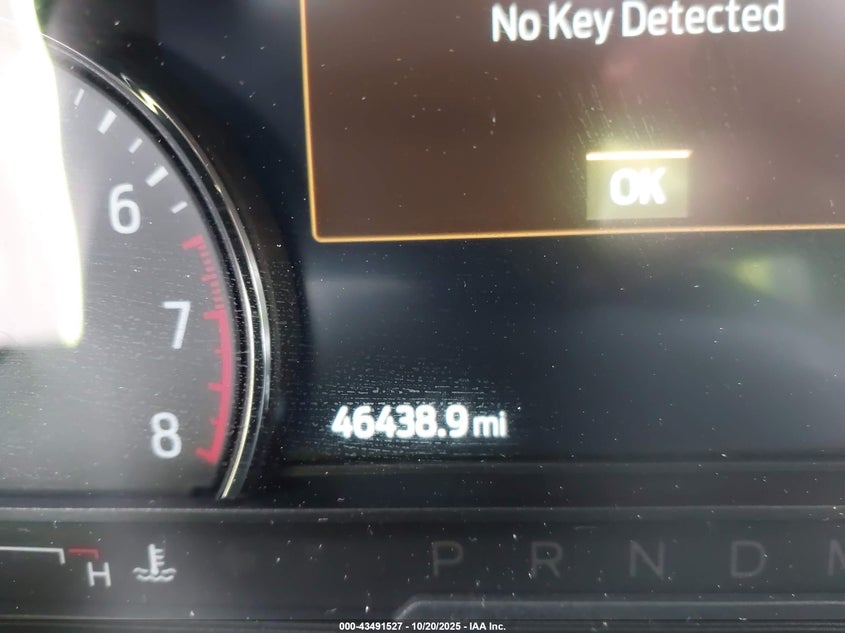 No Key Detected
OK
6
7
8
46438.9 mi
H
P R N D M
000-43491527 - 10/20/2025 - IAA Inc.